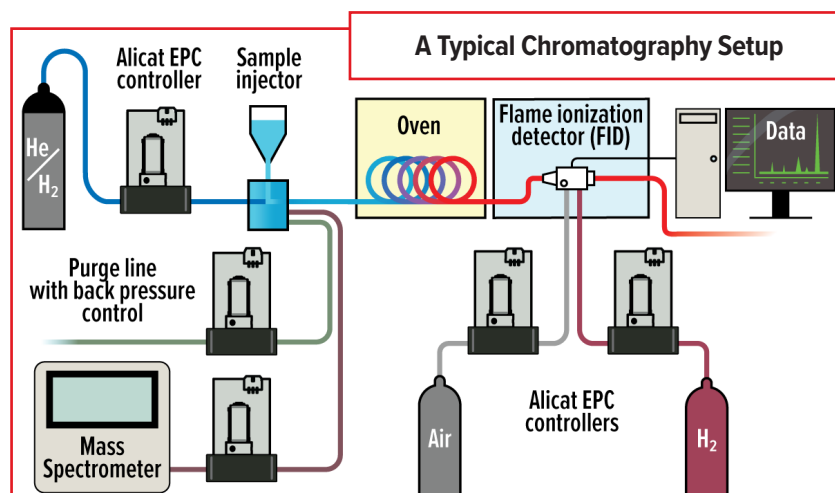 A Typical Chromatography Setup
Alicat EPC
controller
Sample
injector
He/
H₂
Oven
Flame ionization
detector (FID)
Data
Purge line
with back pressure
control
Mass
Spectrometer
Air
Alicat EPC
controllers
H₂